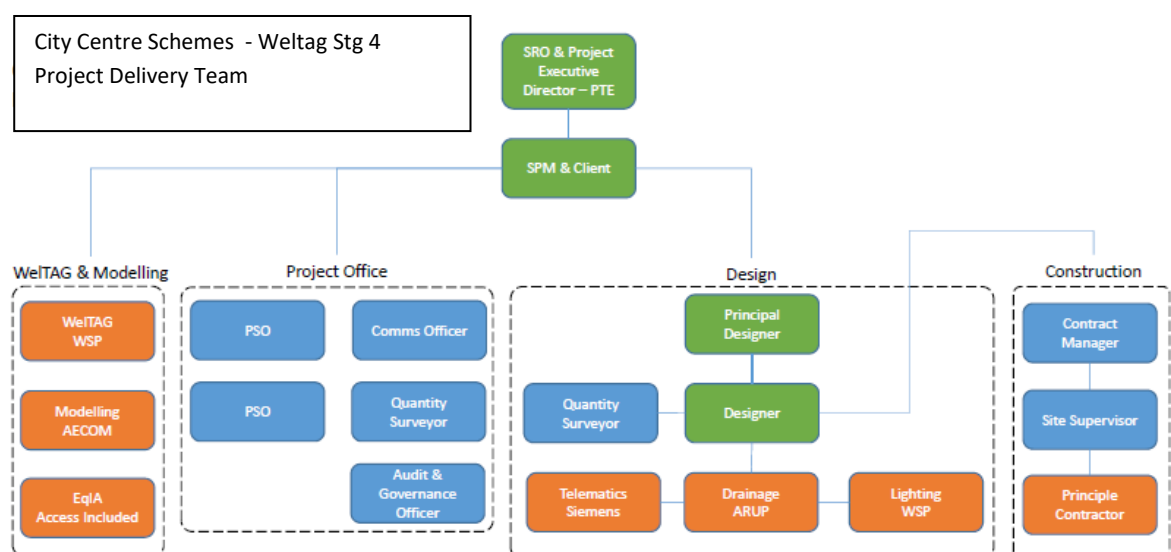 City Centre Schemes - Weltag Stg 4
Project Delivery Team
SRO & Project
Executive
Director – PTE
SPM & Client
WelTAG & Modelling
Project Office
Design
Construction
WelTAG
WSP
Modelling
AECOM
EqIA
Access Included
PSO
Comms Officer
PSO
Quantity
Surveyor
Audit &
Governance
Officer
Principal
Designer
Quantity
Surveyor
Designer
Telematics
Siemens
Drainage
ARUP
Lighting
WSP
Contract
Manager
Site Supervisor
Principle
Contractor